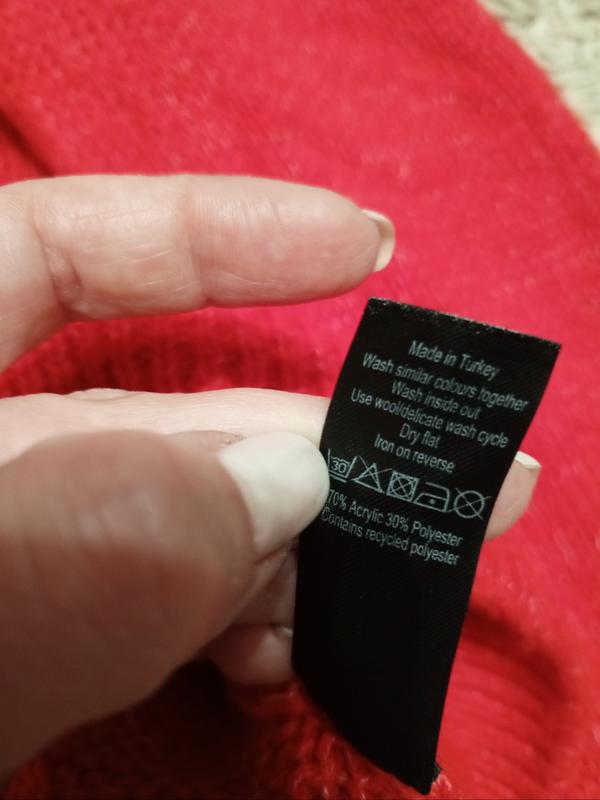 Made in Turkey
Wash similar colours together
Wash inside out
Use wool/delicate wash cycle
Dry flat
Iron on reverse
30
70% Acrylic 30% Polyester
Contains recycled polyester